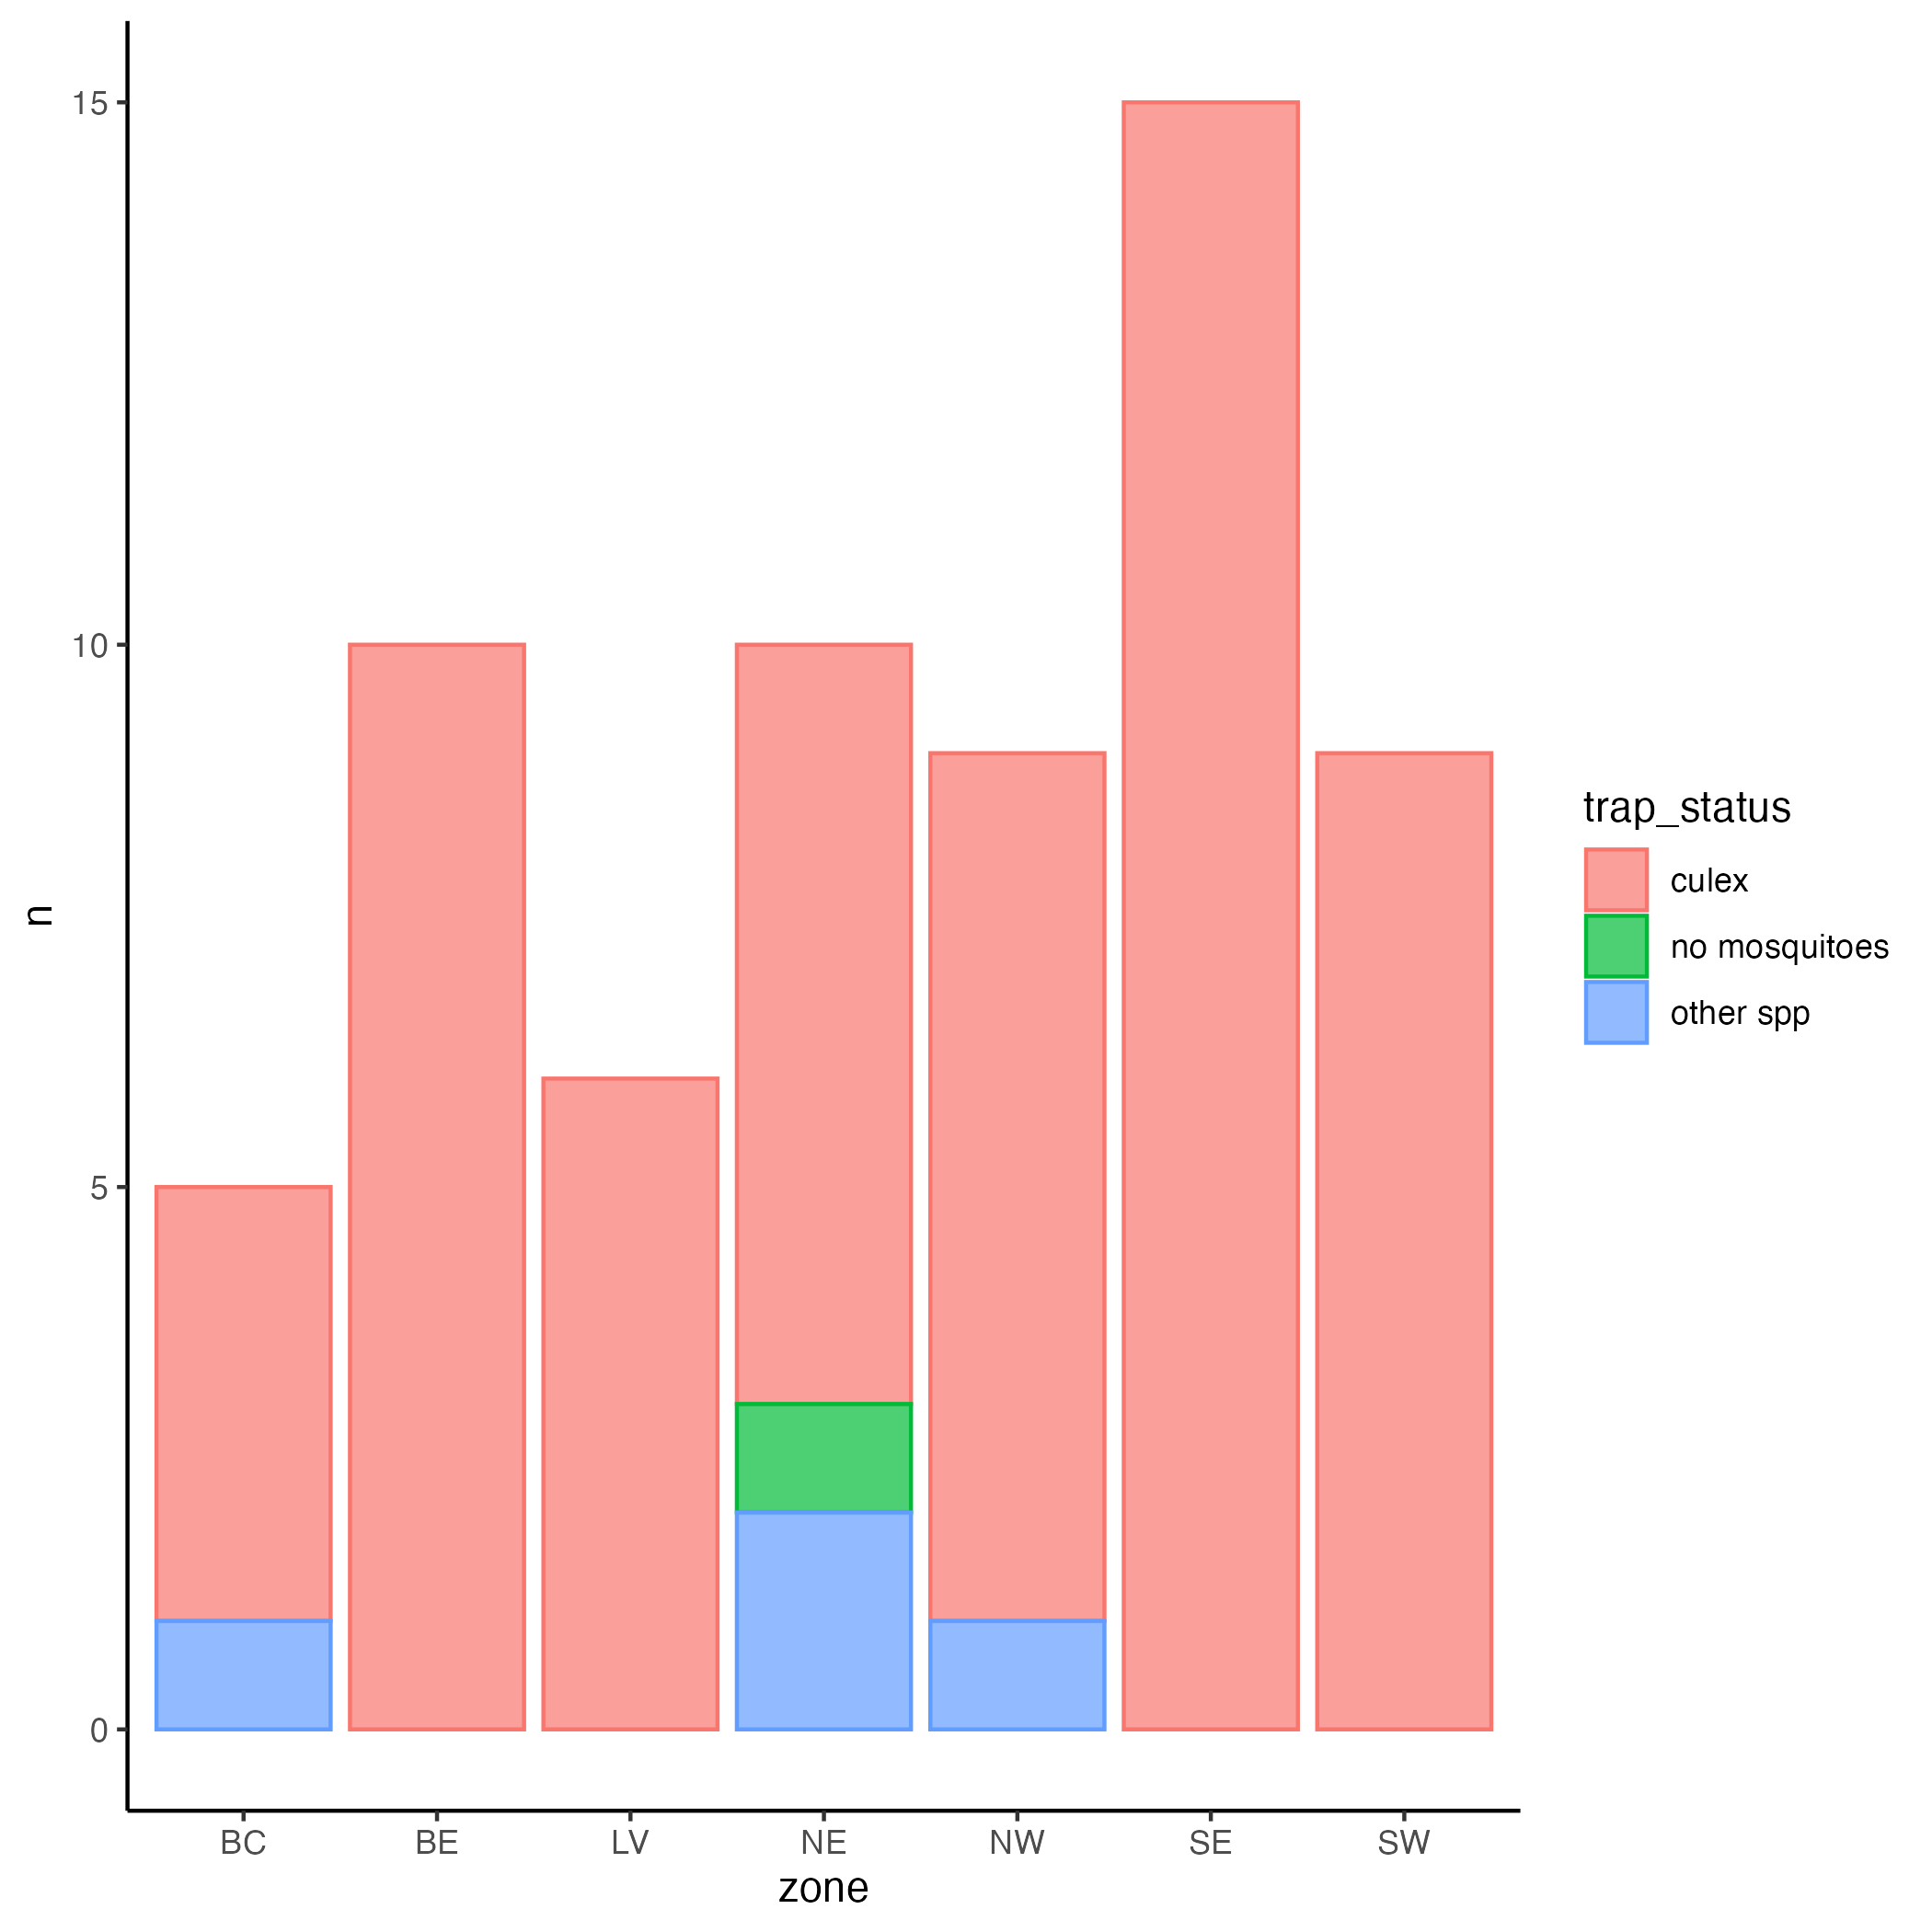 15
10
5
0
n
BC BE LV NE NW SE SW
zone
trap_status
culex
no mosquitoes
other spp